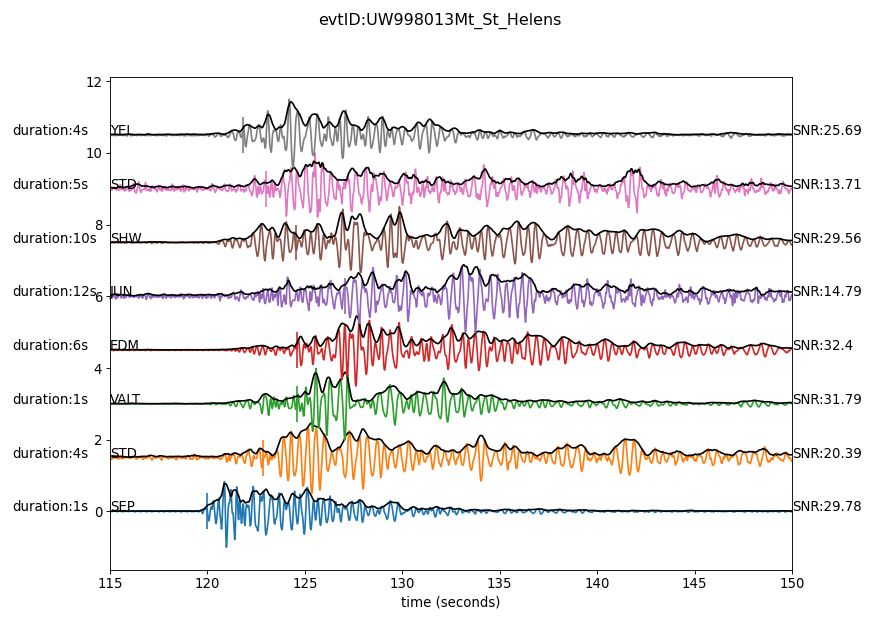 evtID:UW998013Mt_St_Helens
12
duration:4s YEL SNR:25.69
10
duration:5s STD SNR:13.71
8
duration:10s SHW SNR:29.56
duration:12s JUN SNR:14.79
6
duration:6s EDM SNR:32.4
4
duration:1s VALT SNR:31.79
2
duration:4s STD SNR:20.39
duration:1s SEP SNR:29.78
0
115 120 125 130 135 140 145 150
time (seconds)